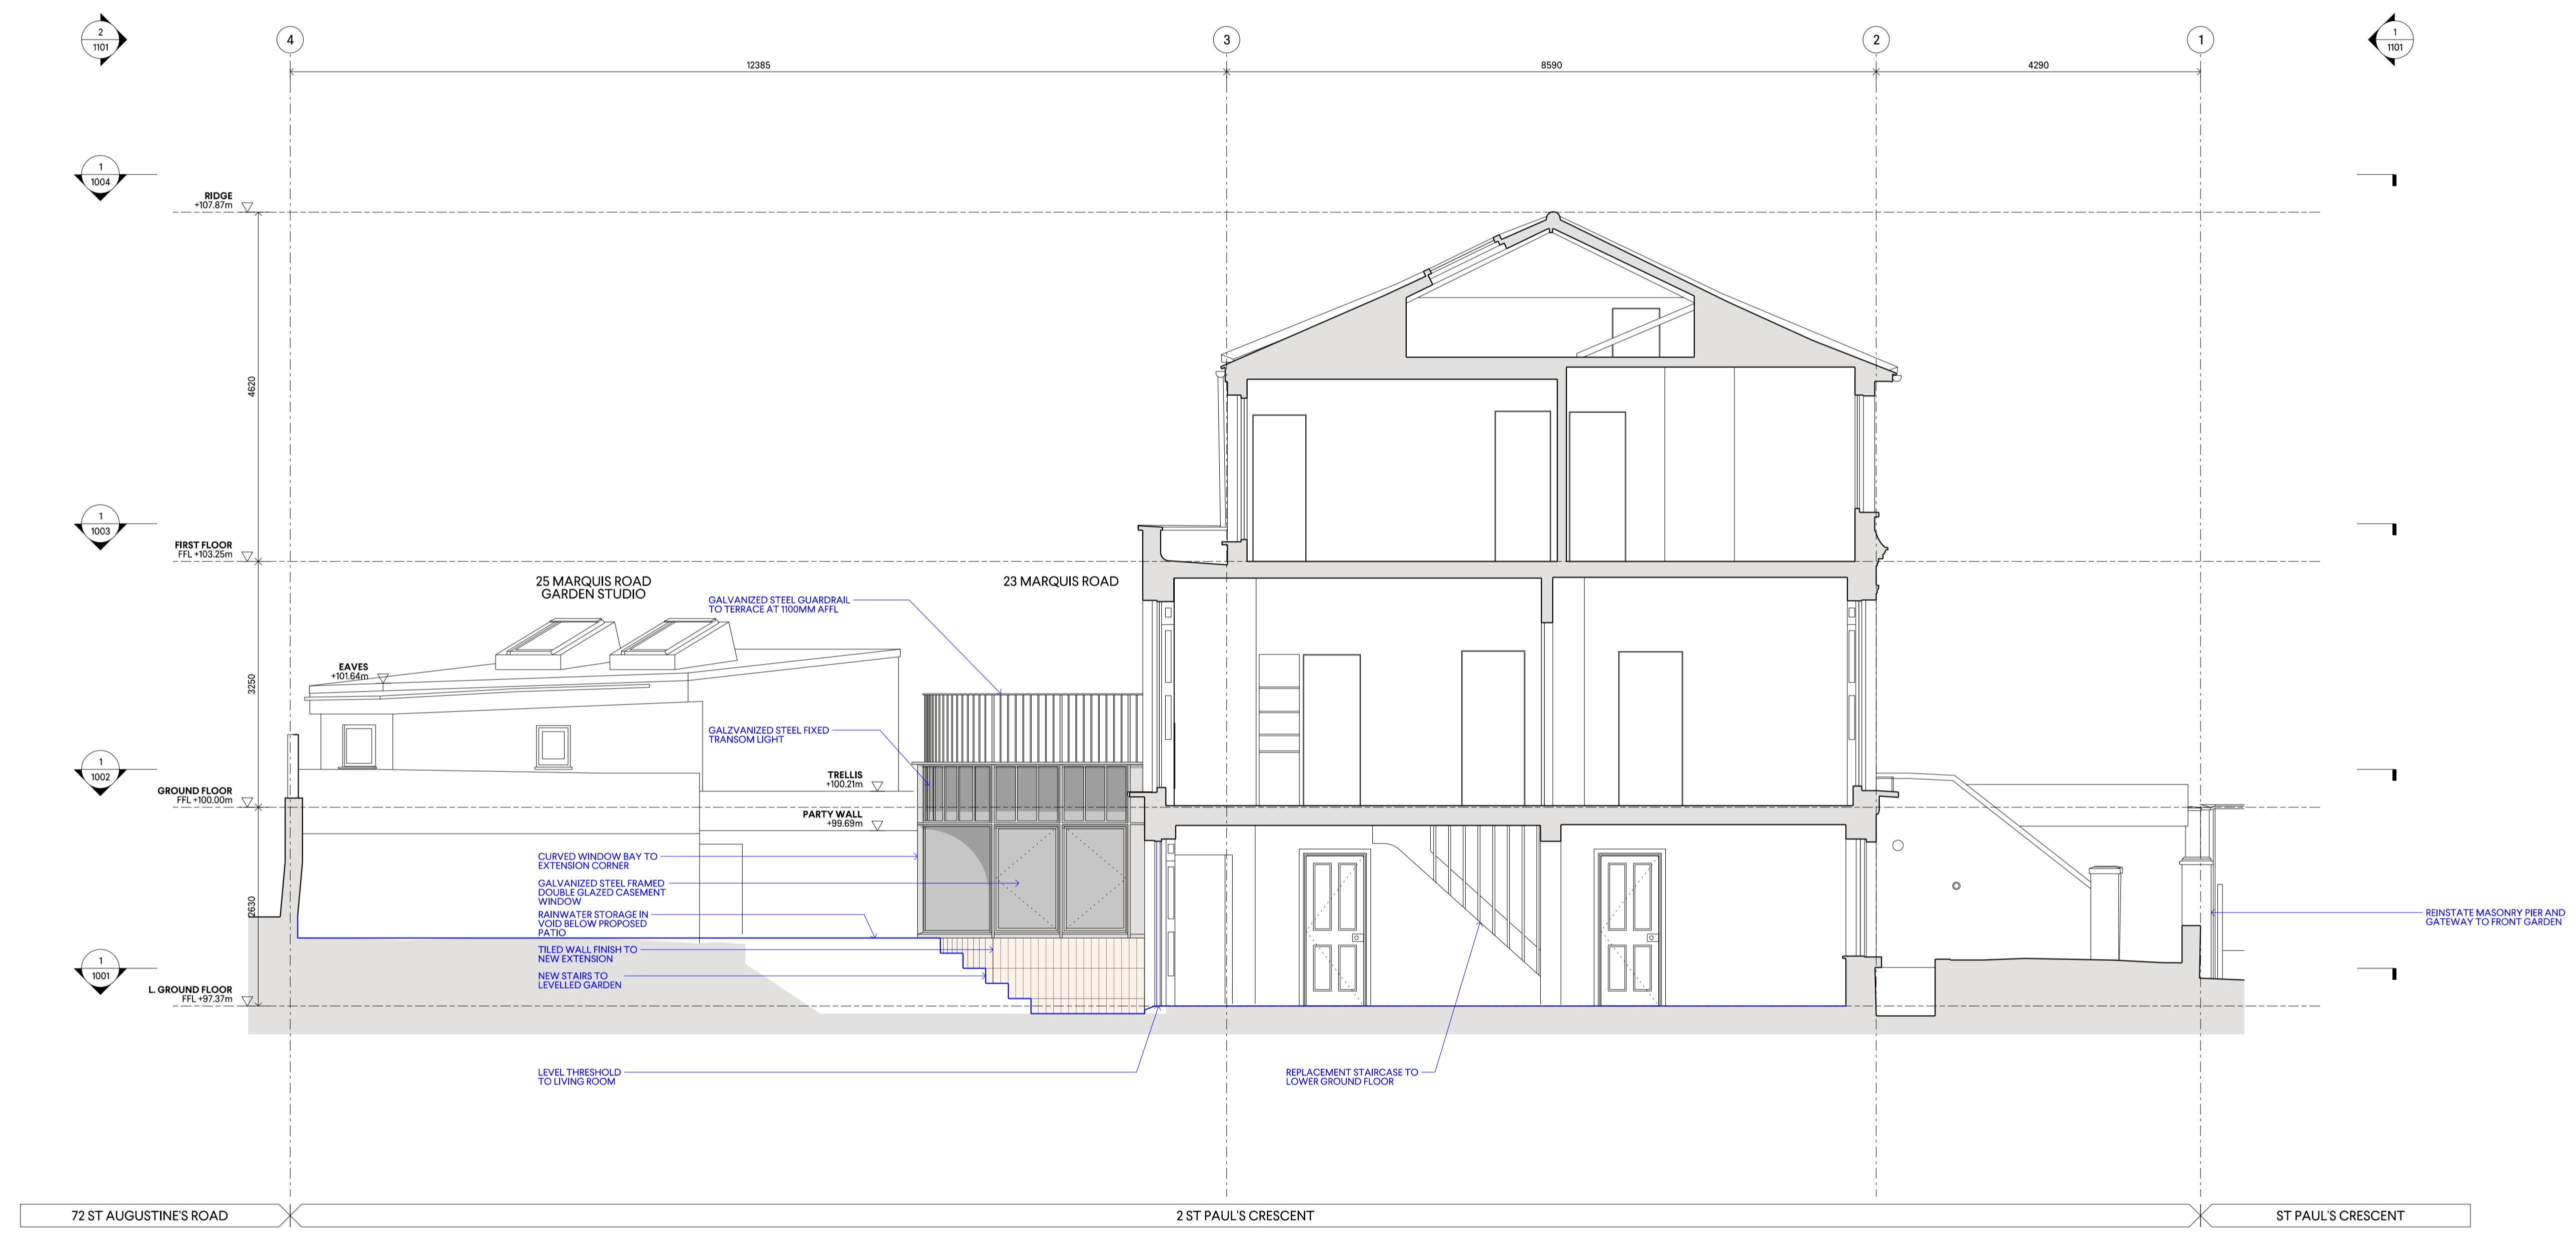 2
1101
4
3
2
1
1
1101
12385
8590
4290
1
1004
RIDGE
+107.87m
4620
1
1003
FIRST FLOOR
FFL +103.25m
25 MARQUIS ROAD
GARDEN STUDIO
23 MARQUIS ROAD
GALVANIZED STEEL GUARDRAIL
TO TERRACE AT 1100MM AFFL
EAVES
+101.64m
3250
GALZVANIZED STEEL FIXED
TRANSOM LIGHT
1
1002
TRELLIS
+100.21m
GROUND FLOOR
FFL +100.00m
PARTY WALL
+99.69m
CURVED WINDOW BAY TO
EXTENSION CORNER
GALVANIZED STEEL FRAMED
DOUBLE GLAZED CASEMENT
WINDOW
2630
RAINWATER STORAGE IN
VOID BELOW PROPOSED
PATIO
REINSTATE MASONRY PIER AND
GATEWAY TO FRONT GARDEN
TILED WALL FINISH TO
NEW EXTENSION
1
1001
NEW STAIRS TO
LEVELLED GARDEN
L. GROUND FLOOR
FFL +97.37m
LEVEL THRESHOLD
TO LIVING ROOM
REPLACEMENT STAIRCASE TO
LOWER GROUND FLOOR
72 ST AUGUSTINE'S ROAD
2 ST PAUL'S CRESCENT
ST PAUL'S CRESCENT